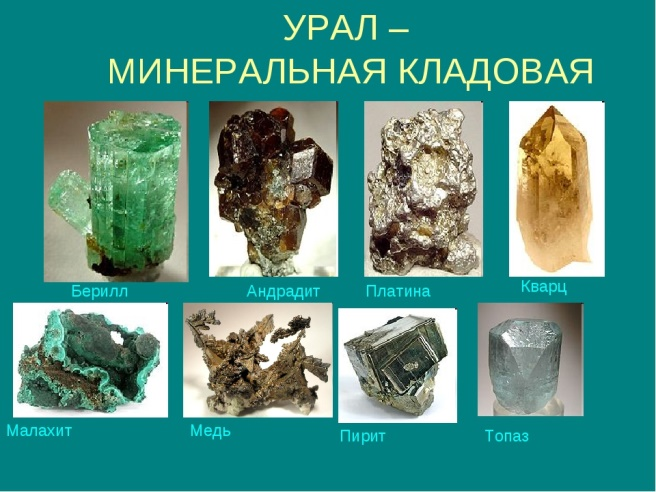 УРАЛ –
МИНЕРАЛЬНАЯ КЛАДОВАЯ
Берилл
Андрадит
Платина
Кварц
Малахит
Медь
Пирит
Топаз